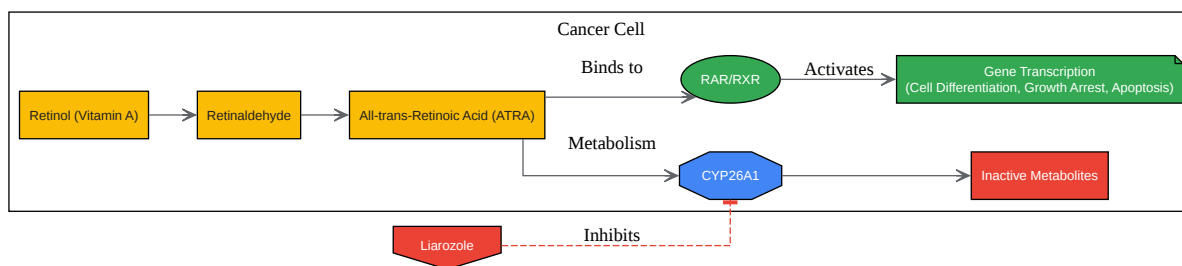 Cancer Cell
Binds to
RAR/RXR
Activates
Gene Transcription
(Cell Differentiation, Growth Arrest, Apoptosis)
Retinol (Vitamin A)
Retinaldehyde
All-trans-Retinoic Acid (ATRA)
Metabolism
CYP26A1
Inactive Metabolites
Liarozole
Inhibits